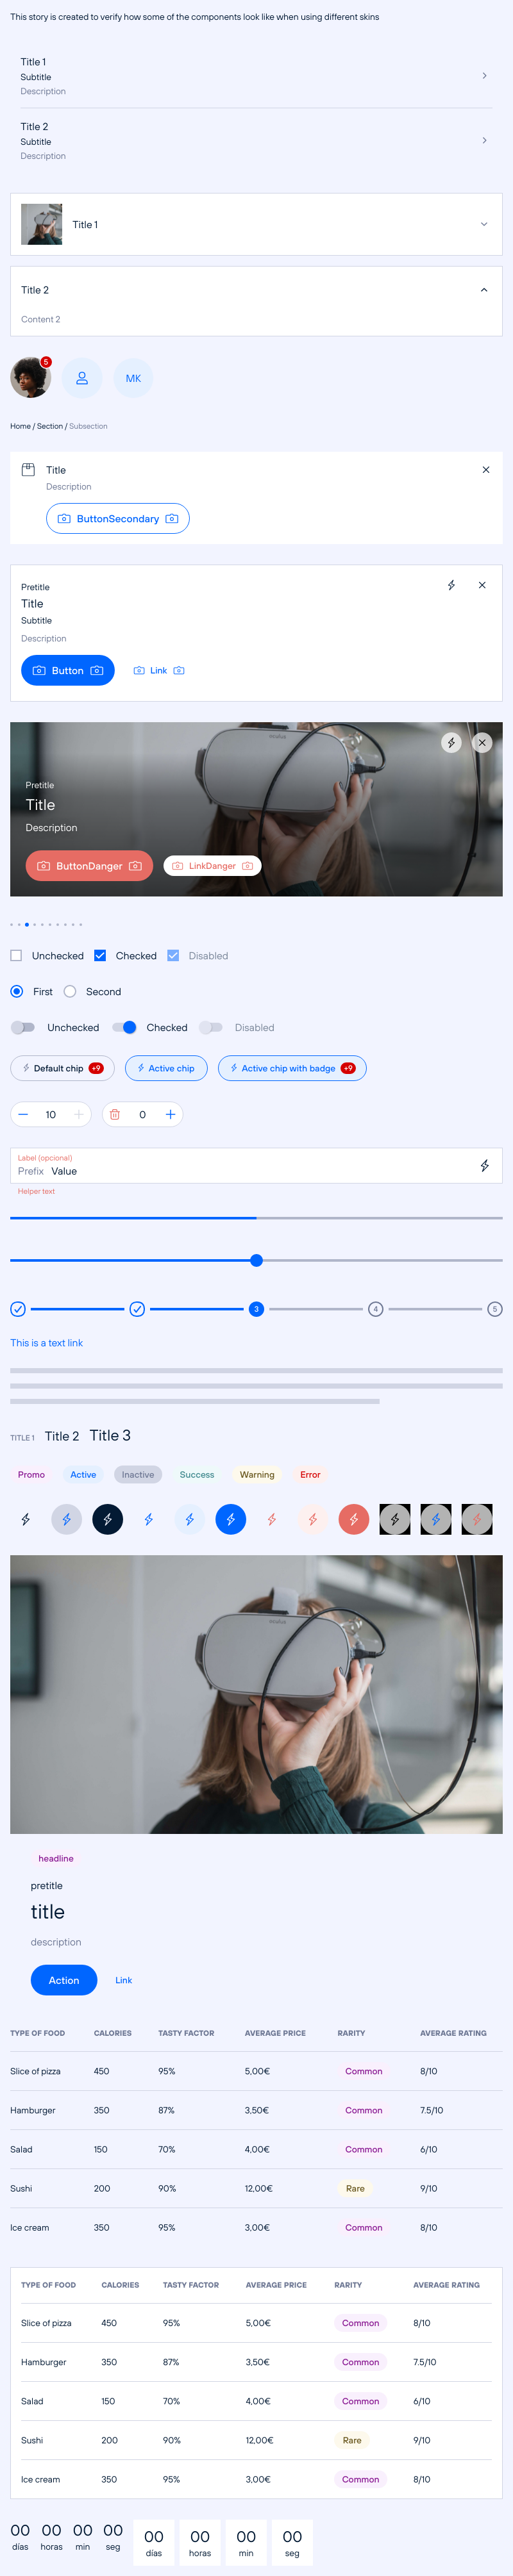 This story is created to verify how some of the components look like when using different skins
Title 1
Subtitle
Description
Title 2
Subtitle
Description
Title 1
Title 2
Content 2
5
MK
Home / Section / Subsection
Title
Description
ButtonSecondary
Pretitle
Title
Subtitle
Description
Button Link
oculus
Pretitle
Title
Description
ButtonDanger LinkDanger
Unchecked Checked Disabled
First Second
Unchecked Checked Disabled
Default chip +9 Active chip Active chip with badge +9
10 0
Label (optional)
Prefix Value
Helper text
3 4 5
This is a text link
TITLE 1 Title 2 Title 3
Promo Active Inactive Success Warning Error
headline
pretitle
title
description
Action Link
TYPE OF FOOD CALORIES TASTY FACTOR AVERAGE PRICE RARITY AVERAGE RATING
Slice of pizza 450 95% 5,00€ Common 8/10
Hamburger 350 87% 3,50€ Common 7.5/10
Salad 150 70% 4,00€ Common 6/10
Sushi 200 90% 12,00€ Rare 9/10
Ice cream 350 95% 3,00€ Common 8/10
TYPE OF FOOD CALORIES TASTY FACTOR AVERAGE PRICE RARITY AVERAGE RATING
Slice of pizza 450 95% 5,00€ Common 8/10
Hamburger 350 87% 3,50€ Common 7.5/10
Salad 150 70% 4,00€ Common 6/10
Sushi 200 90% 12,00€ Rare 9/10
Ice cream 350 95% 3,00€ Common 8/10
00 00 00 00 00 00 00 00
días horas min seg días horas min seg